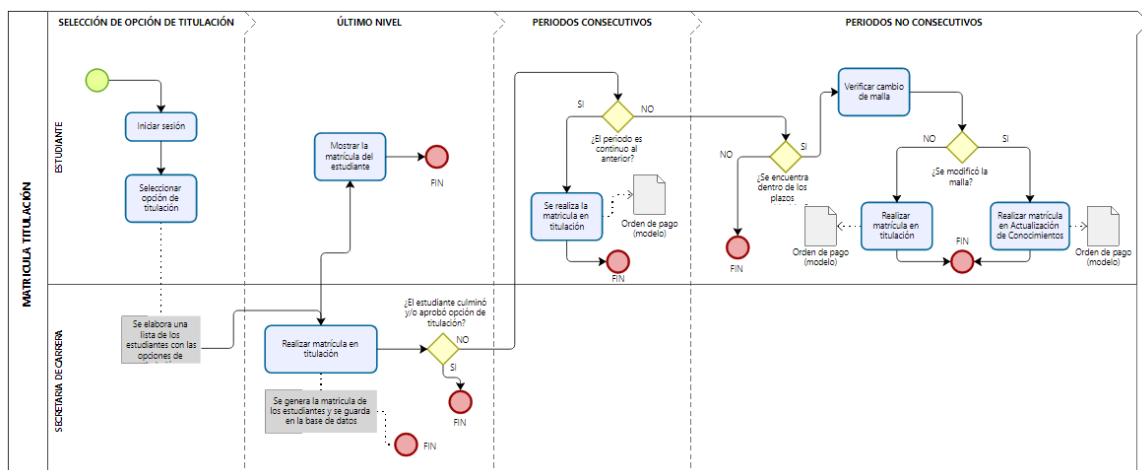 SELECCIÓN DE OPCIÓN DE TITULACIÓN
ÚLTIMO NIVEL
PERIODOS CONSECUTIVOS
PERIODOS NO CONSECUTIVOS
MATRICULA TITULACIÓN
ESTUDIANTE
Iniciar sesión
Seleccionar
opción de
titulación
Mostrar la
matrícula del
estudiante
FIN
SI
NO
¿El periodo es
continuo al
anterior?
Se realiza la
matricula en
titulación
Orden de pago
(modelo)
FIN
NO
SI
¿Se encuentra
dentro de los
plazos
FIN
Verificar cambio
de malla
NO
SI
¿Se modificó la
malla?
Orden de pago
(modelo)
Realizar
matrícula en
titulación
FIN
Realizar matrícula
en Actualización
de Conocimientos
Orden de pago
(modelo)
SECRETARIA DE CARRERA
Se elabora una
lista de los
estudiantes con las
opciones de
Realizar matrícula en
titulación
¿El estudiante culminó
y/o aprobó opción de
titulación?
NO
SI
FIN
Se genera la matricula de
los estudiantes y se guarda
en la base de datos
FIN